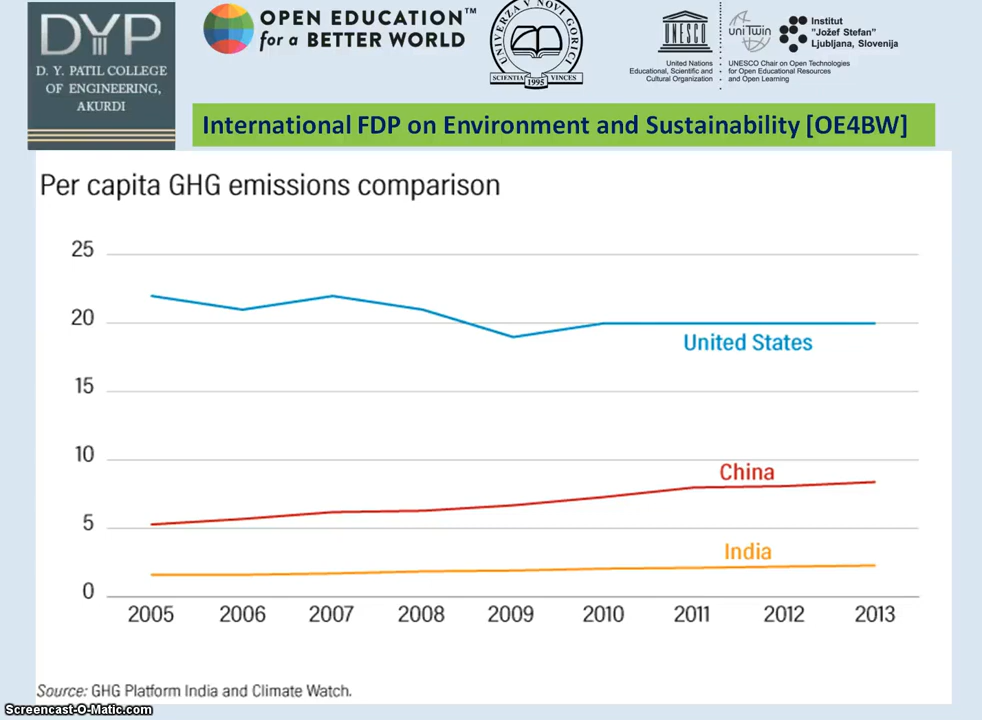 DYP
D. Y. PATIL COLLEGE
OF ENGINEERING,
AKURDI
OPEN EDUCATION™
for a BETTER WORLD
UNIVERZA V NOVI GORICI
SCIENTIA VINCES
1995
UNESCO
United Nations
Educational, Scientific and
Cultural Organization
uniTwin
Institut
"Jožef Stefan"
Ljubljana, Slovenija
UNESCO Chair on Open Technologies
for Open Educational Resources
and Open Learning
International FDP on Environment and Sustainability [OE4BW]
Per capita GHG emissions comparison
25
20
15
10
5
0
United States
China
India
2005 2006 2007 2008 2009 2010 2011 2012 2013
Source: GHG Platform India and Climate Watch.
Screencast-O-Matic.com